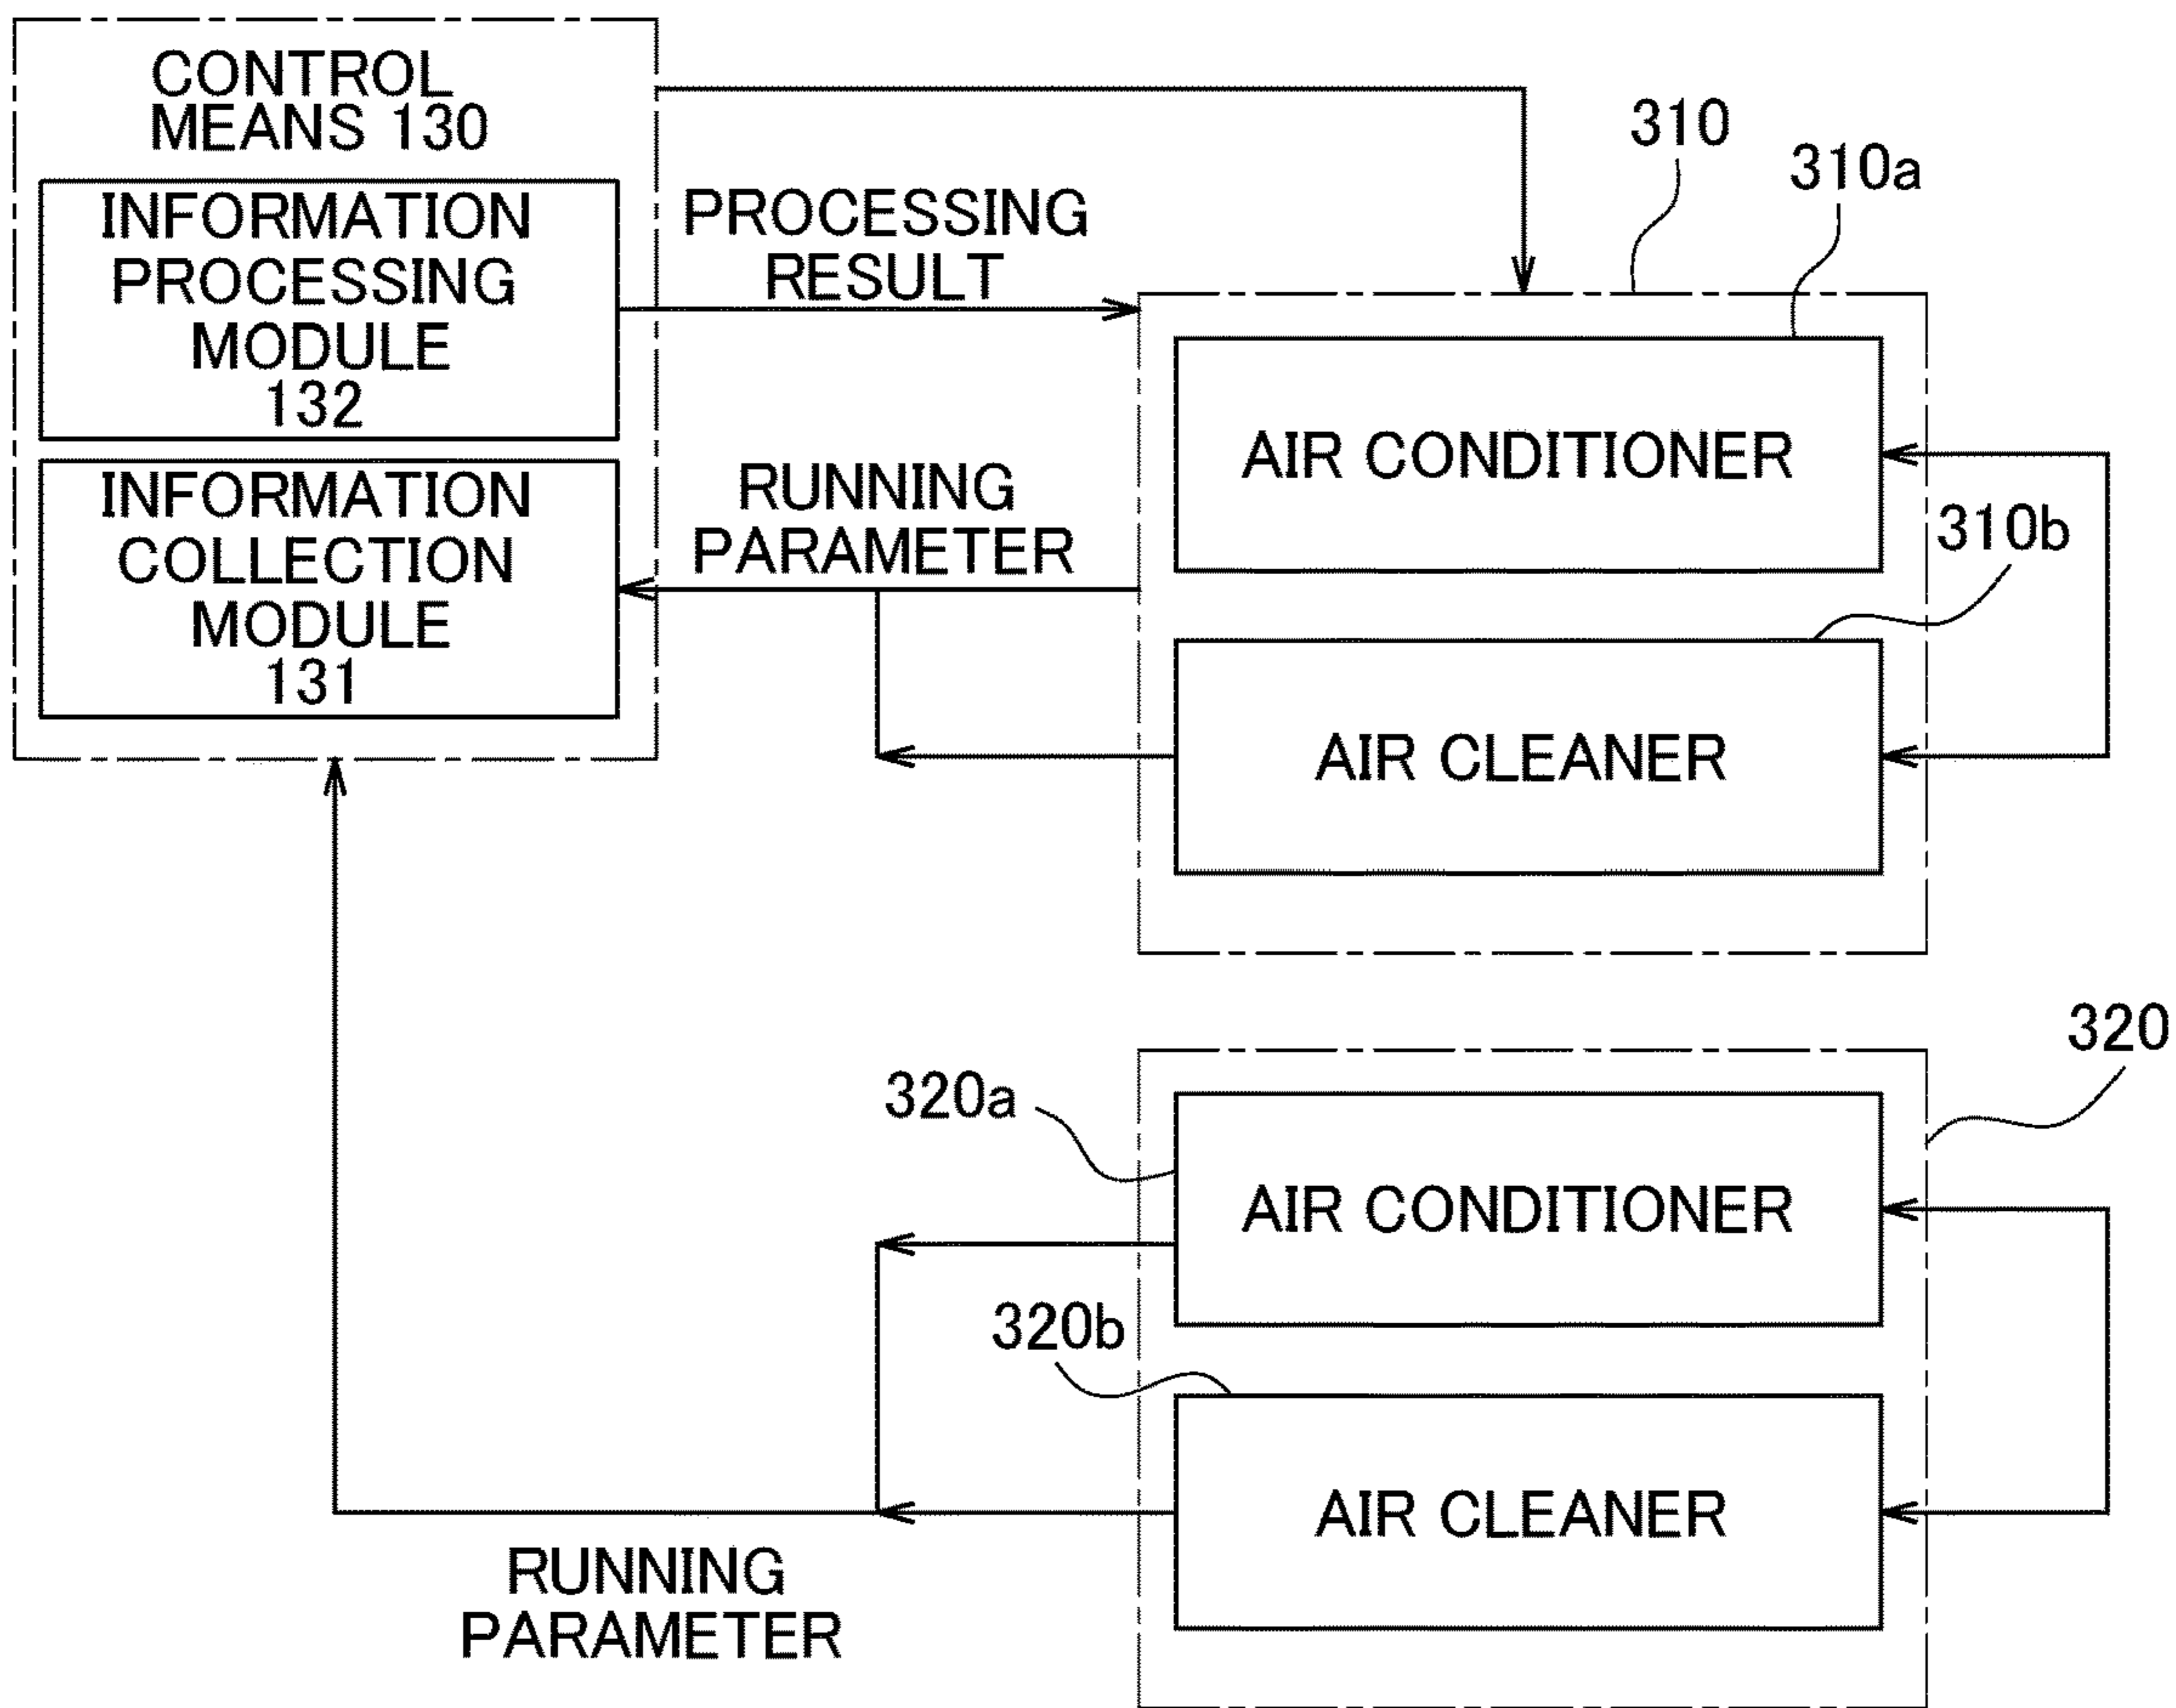 CONTROL
MEANS 130
INFORMATION
PROCESSING
MODULE
132
INFORMATION
COLLECTION
MODULE
131
PROCESSING
RESULT
RUNNING
PARAMETER
310
310a
AIR CONDITIONER
310b
AIR CLEANER
320
320a
AIR CONDITIONER
320b
AIR CLEANER
RUNNING
PARAMETER